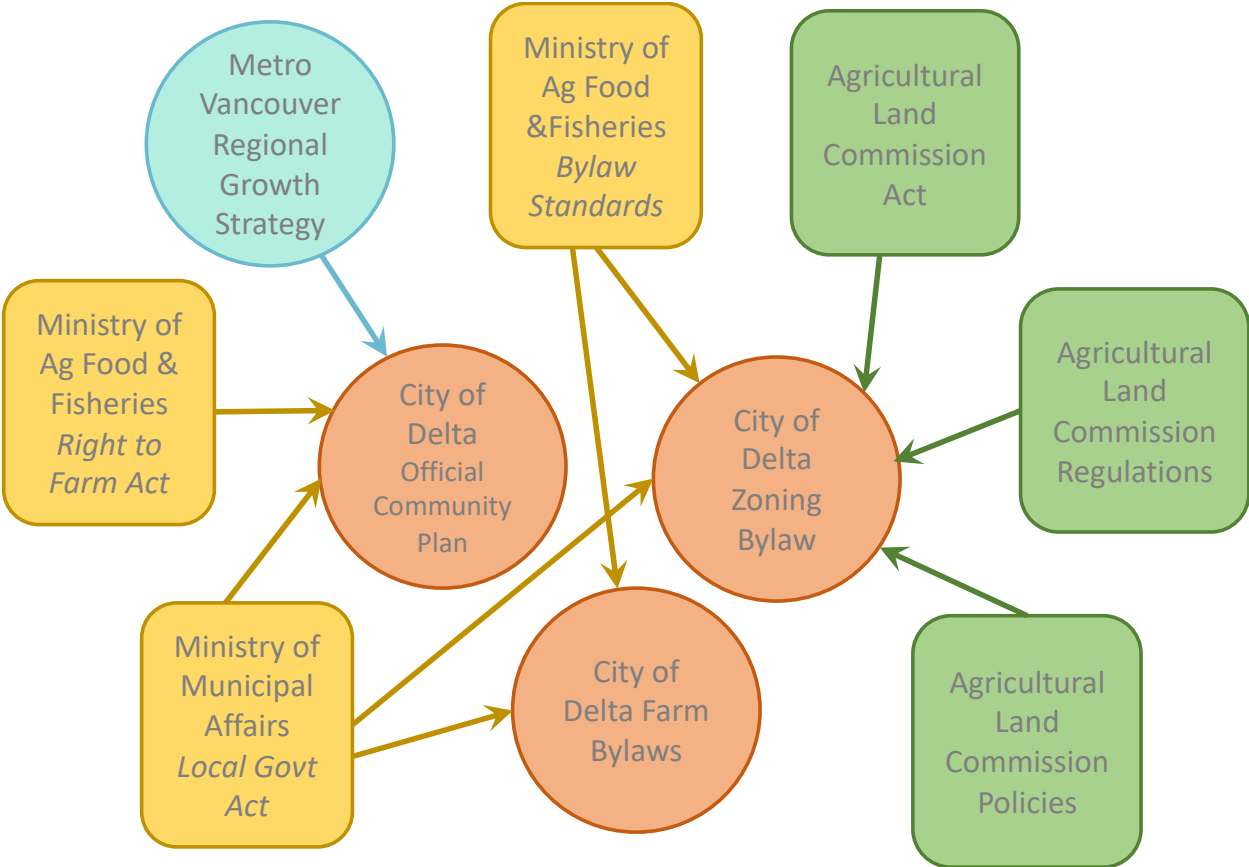 Metro
Vancouver
Regional
Growth
Strategy
Ministry of
Ag Food
&Fisheries
Bylaw
Standards
Agricultural
Land
Commission
Act
Ministry of
Ag Food &
Fisheries
Right to
Farm Act
City of
Delta
Official
Community
Plan
City of
Delta
Zoning
Bylaw
Agricultural
Land
Commission
Regulations
Ministry of
Municipal
Affairs
Local Govt
Act
City of
Delta Farm
Bylaws
Agricultural
Land
Commission
Policies